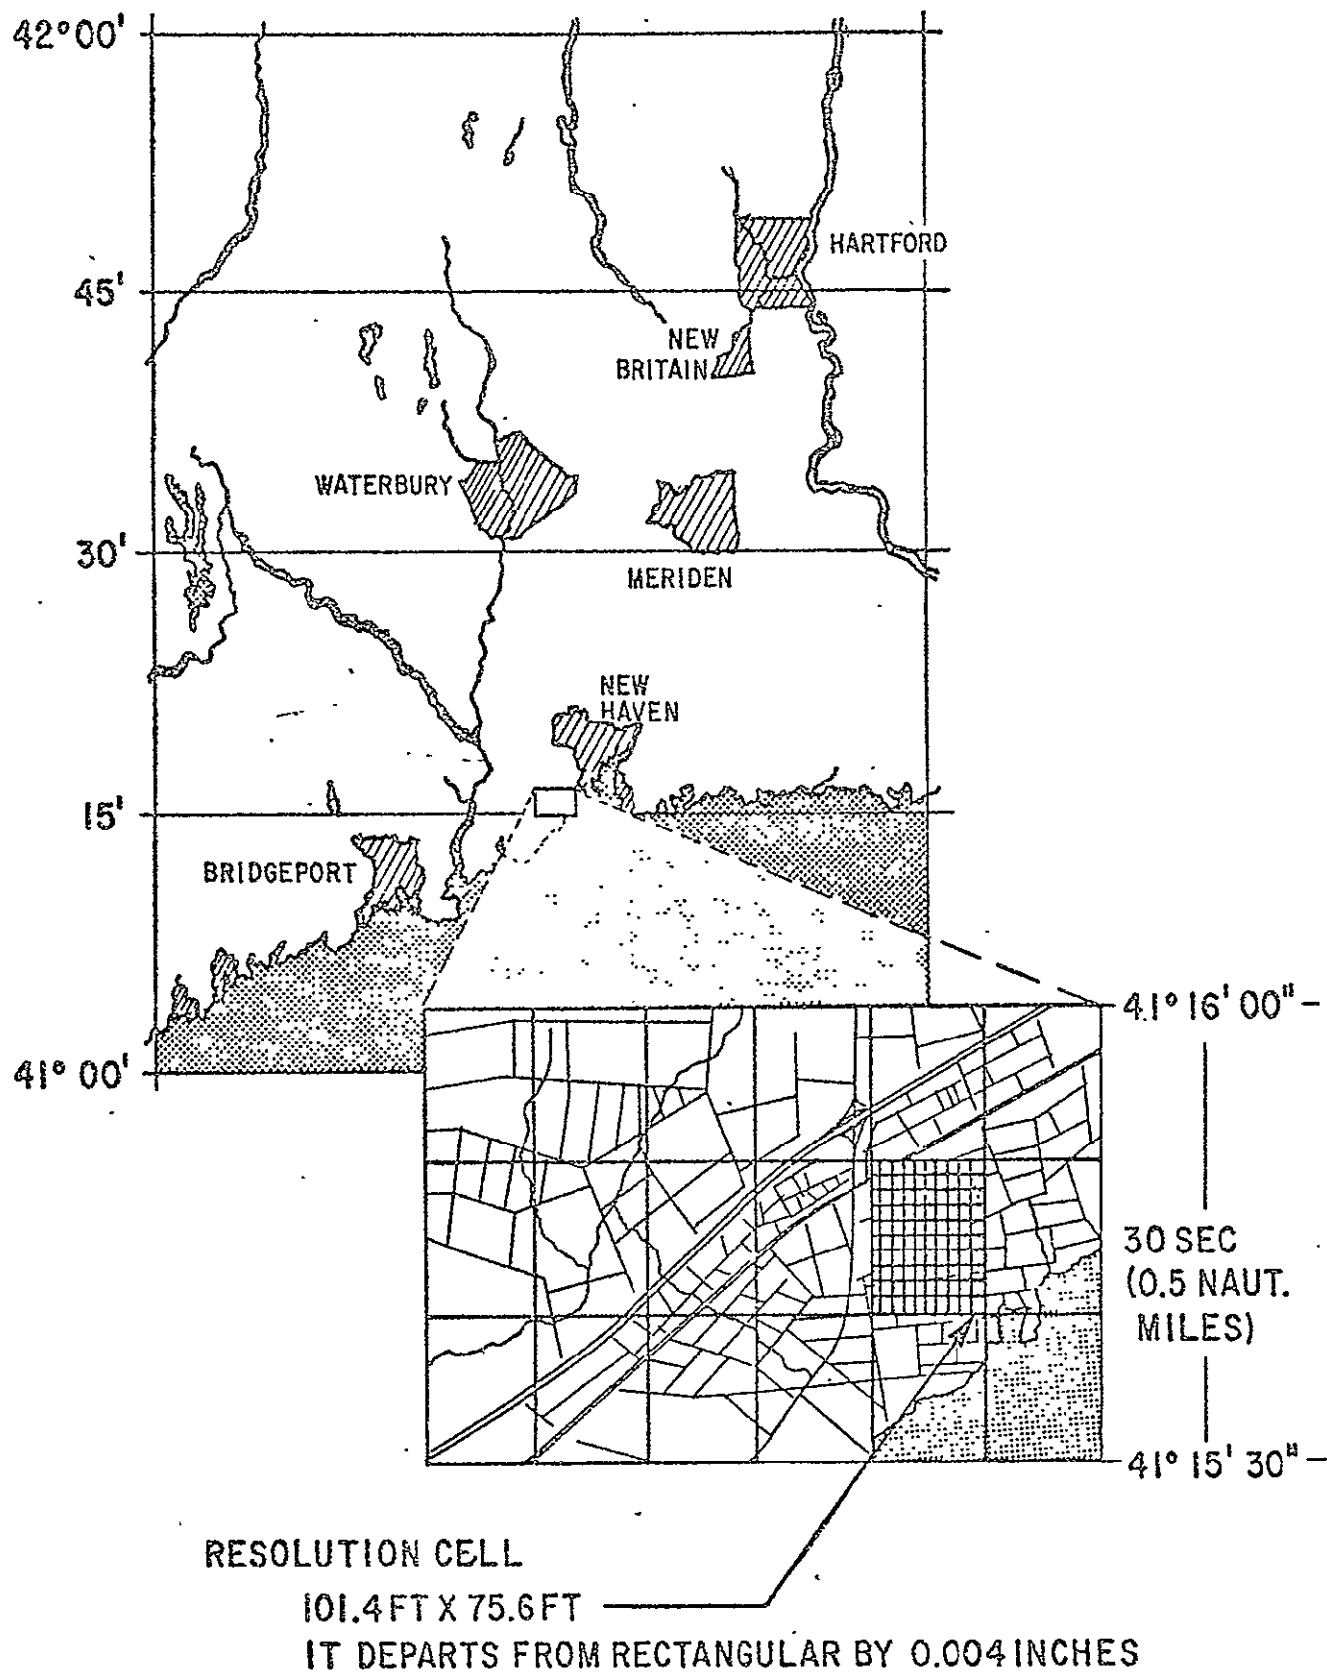 42°00'
HARTFORD
45'
NEW
BRITAIN
WATERBURY
30'
MERIDEN
NEW
HAVEN
15'
BRIDGEPORT
41°16'00"
41°00'
30 SEC
(0.5 NAUT.
MILES)
41°15'30"
RESOLUTION CELL
101.4 FT X 75.6 FT
IT DEPARTS FROM RECTANGULAR BY 0.004 INCHES